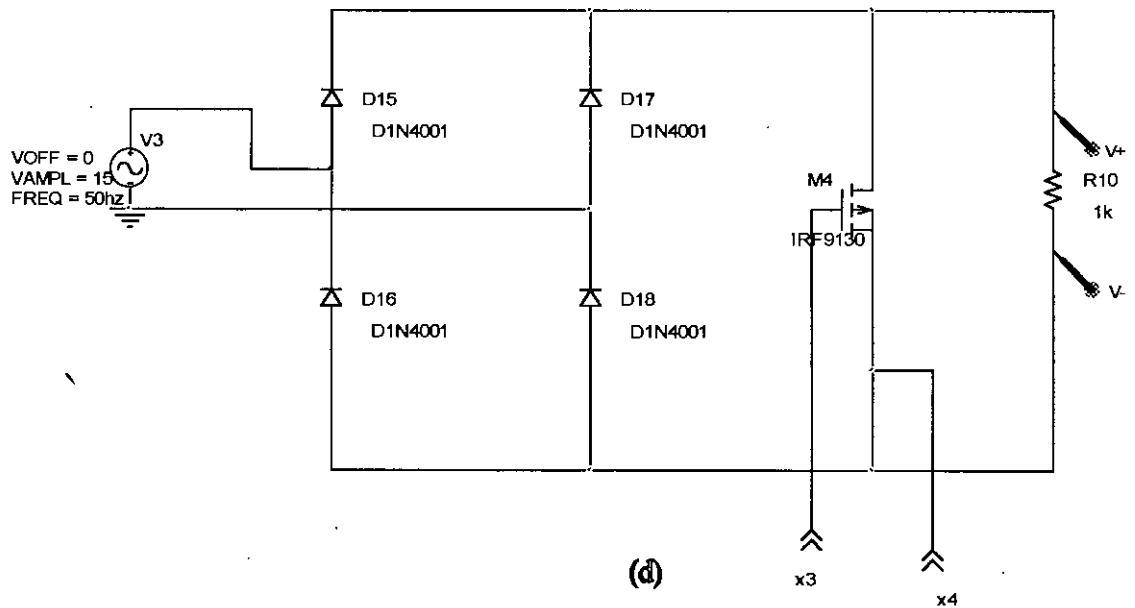 D15
D1N4001
D17
D1N4001
V3
VOFF = 0
VAMPL = 15
FREQ = 50hz
V+
R10
1k
V-
M4
IRF9130
D16
D1N4001
D18
D1N4001
x3
x4
(d)